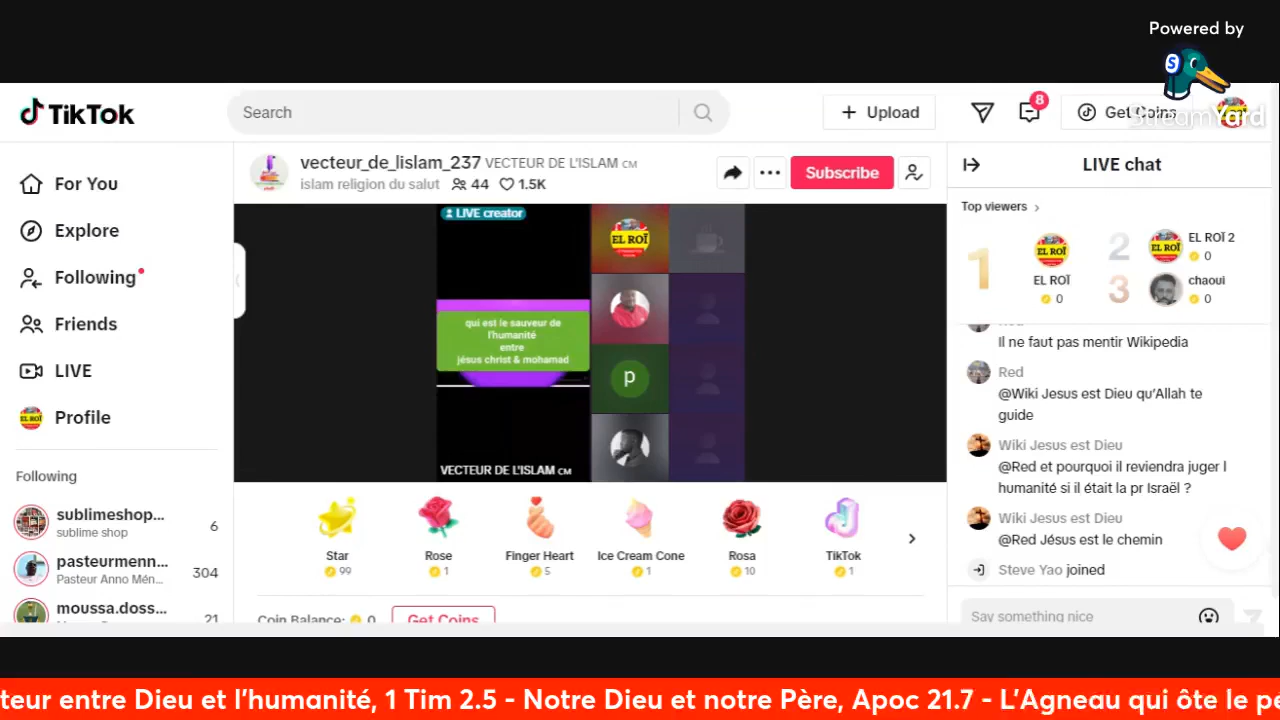 Powered by
StreamYard
TikTok
Search
Upload
8
Get Coins
For You
Explore
Following
Friends
LIVE
Profile
Following
sublimeshop...
sublime shop
6
pasteurmenn...
Pasteur Anno Mén...
304
moussa.doss...
21
vecteur_de_lislam_237 VECTEUR DE L'ISLAM CM
islam religion du salut 44 1.5K
Subscribe
LIVE creator
EL ROÏ
qui est le sauveur de
l'humanité
entre
jésus christ & mohamad
p
VECTEUR DE L'ISLAM CM
Star
99
Rose
1
Finger Heart
5
Ice Cream Cone
1
Rosa
10
TikTok
1
Coin Balance: 0
Get Coins
LIVE chat
Top viewers
1
EL ROÏ
EL ROÏ
0
2
EL ROÏ
EL ROÏ 2
0
3
chaoui
0
Red
Il ne faut pas mentir Wikipedia
Red
@Wiki Jesus est Dieu qu'Allah te
guide
Wiki Jesus est Dieu
@Red et pourquoi il reviendra juger l
humanité si il était la pr Israël ?
Wiki Jesus est Dieu
@Red Jésus est le chemin
Steve Yao joined
Say something nice
teur entre Dieu et l'humanité, 1 Tim 2.5 - Notre Dieu et notre Père, Apoc 21.7 - L'Agneau qui ôte le pé